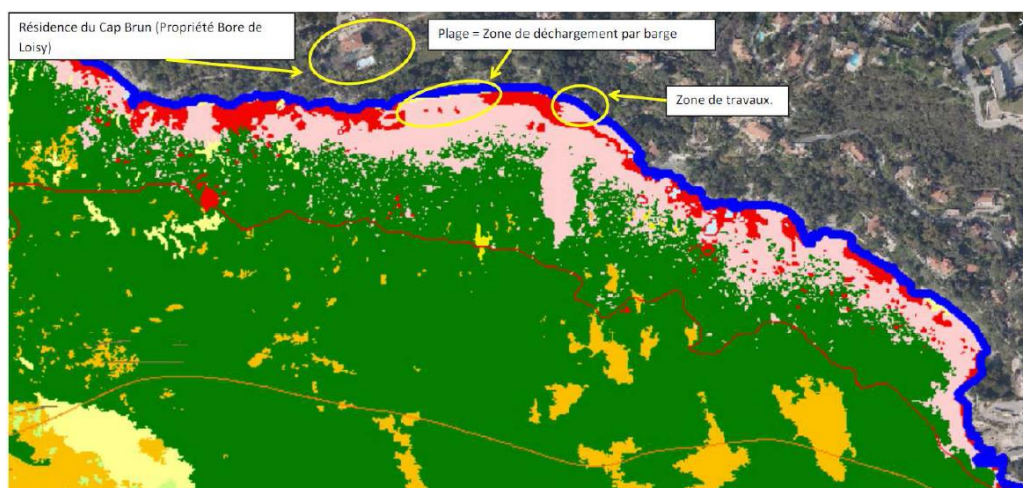 Résidence du Cap Brun (Propriété Bore de
Loisy)
Plage = Zone de déchargement par barge
Zone de travaux.